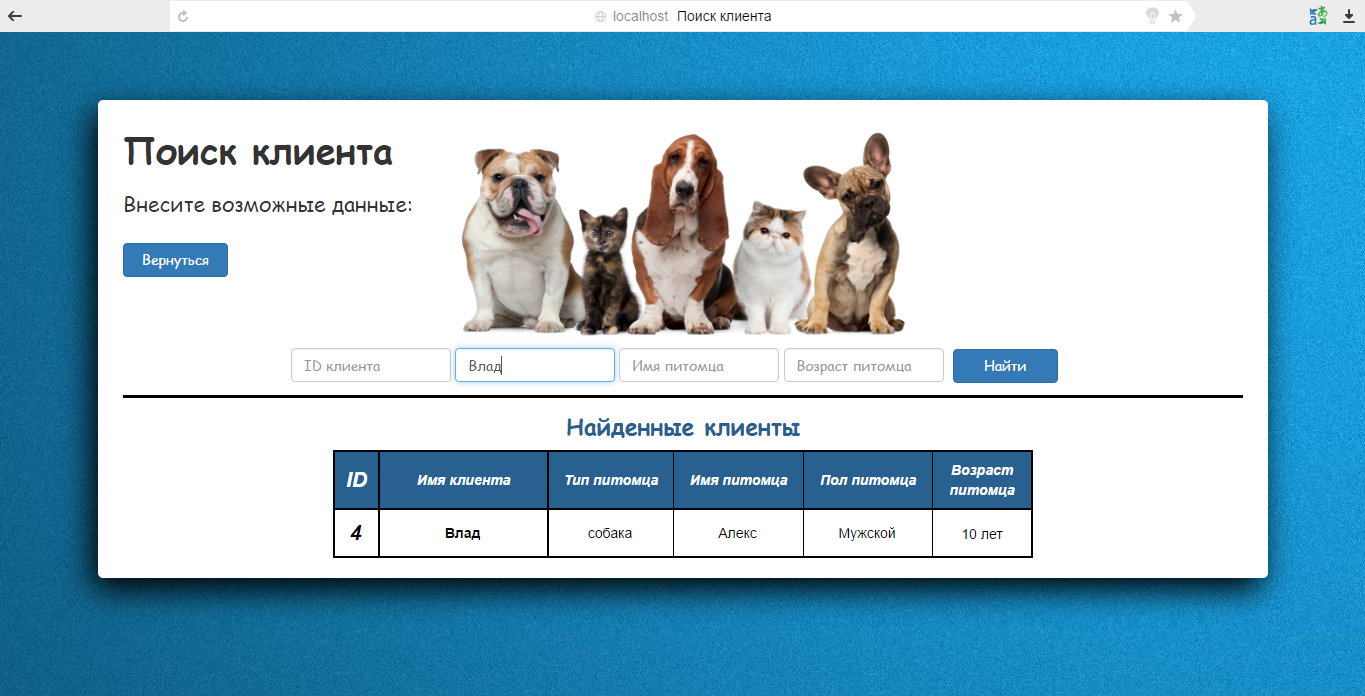 localhost Поиск клиента
Поиск клиента
Внесите возможные данные:
Вернуться
ID клиента Влад Имя питомца Возраст питомца Найти
Найденные клиенты
ID Имя клиента Тип питомца Имя питомца Пол питомца Возраст питомца
4 Влад собака Алекс Мужской 10 лет